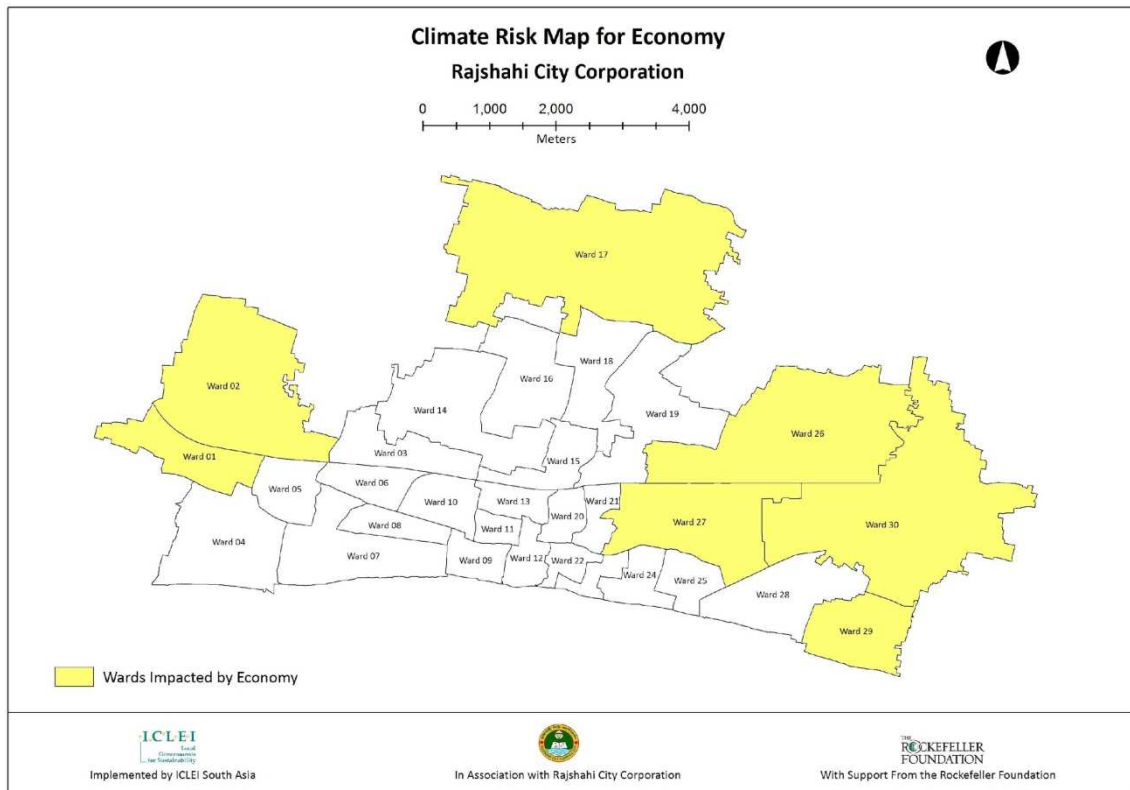 Climate Risk Map for Economy
Rajshahi City Corporation
0 1,000 2,000 4,000
Meters
Ward 17
Ward 18
Ward 16
Ward 02
Ward 14
Ward 19
Ward 26
Ward 03
Ward 01
Ward 15
Ward 05
Ward 06
Ward 10
Ward 13
Ward 21
Ward 20
Ward 27
Ward 30
Ward 08
Ward 11
Ward 04
Ward 07
Ward 09
Ward 12
Ward 22
Ward 24
Ward 25
Ward 28
Ward 29
Wards Impacted by Economy
I.C.L.E.I
Local
Governments
for Sustainability
Implemented by ICLEI South Asia
In Association with Rajshahi City Corporation
THE
ROCKEFELLER
FOUNDATION
With Support From the Rockefeller Foundation